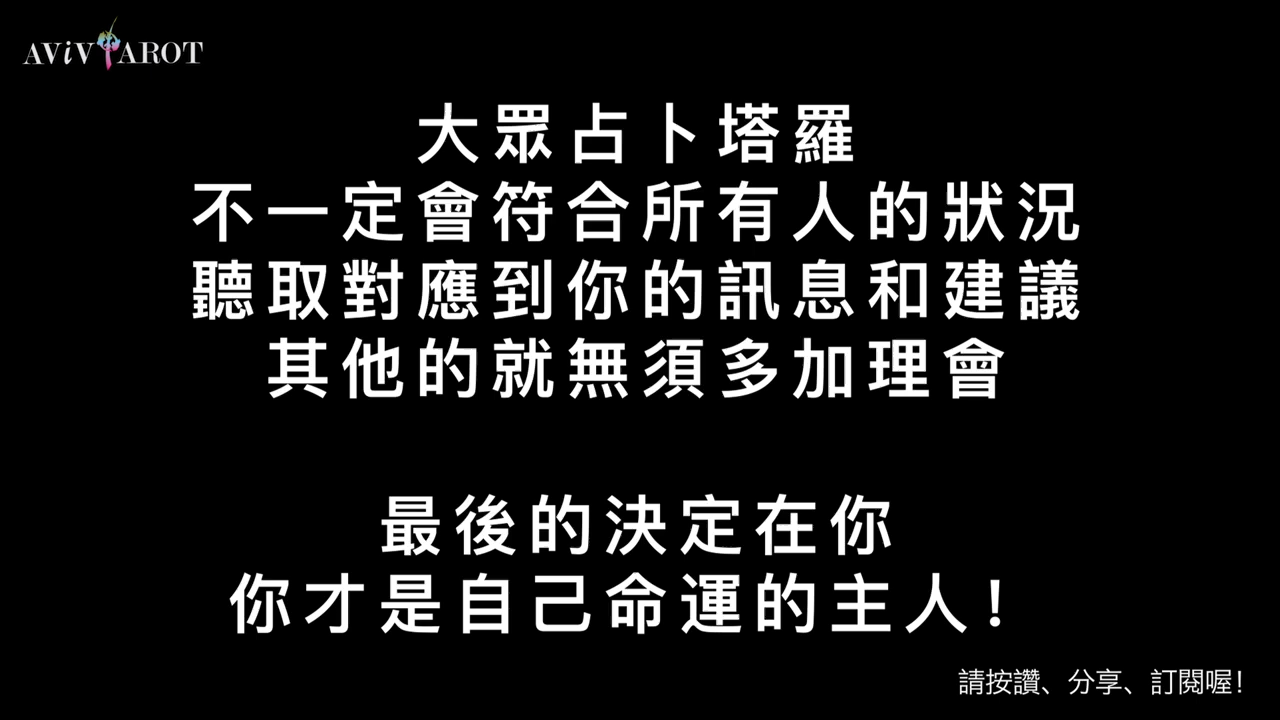 AViVTAROT
大眾占卜塔羅
不一定會符合所有人的狀況
聽取對應到你的訊息和建議
其他的就無須多加理會
最後的決定在你
你才是自己命運的主人!
請按讚、分享、訂閱喔!